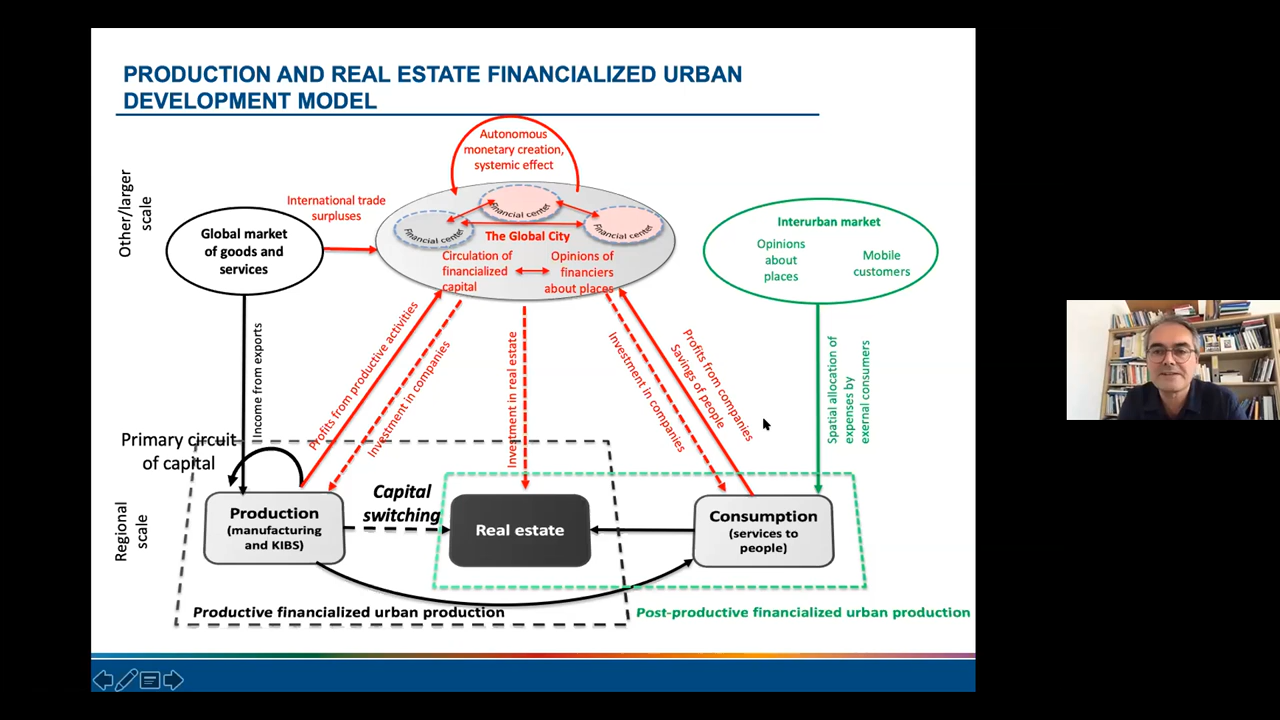 PRODUCTION AND REAL ESTATE FINANCIALIZED URBAN
DEVELOPMENT MODEL
Autonomous
monetary creation,
systemic effect
Other/larger
scale
International trade
surpluses
Global market
of goods and
services
Financial center
Financial center
Financial center
The Global City
Circulation of
financialized
capital
Opinions of
financiers
about places
Interurban market
Opinions
about
places
Mobile
customers
Income from exports
Profits from productive activities
Investment in companies
Investment in real estate
Investment in companies
Profits from companies
Savings of people
Spatial allocation of
expenses by
exernal consumers
Primary circuit
of capital
Regional
scale
Production
(manufacturing
and KIBS)
Capital
switching
Real estate
Consumption
(services to
people)
Productive financialized urban production
Post-productive financialized urban production